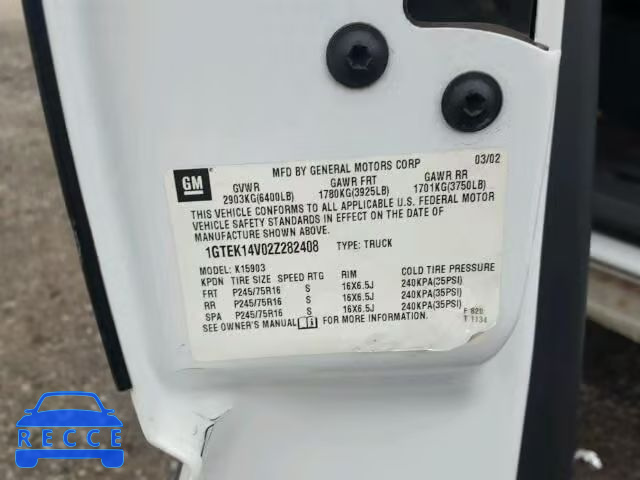 GM
MFD BY GENERAL MOTORS CORP 03/02
GVWR GAWR FRT GAWR RR
2903KG(6400LB) 1780KG(3925LB) 1701KG(3750LB)
THIS VEHICLE CONFORMS TO ALL APPLICABLE U.S. FEDERAL MOTOR
VEHICLE SAFETY STANDARDS IN EFFECT ON THE DATE OF
MANUFACTURE SHOWN ABOVE.
1GTEK14V02Z282408 TYPE: TRUCK
MODEL: K15903
KPDN TIRE SIZE SPEED RTG RIM COLD TIRE PRESSURE
FRT P245/75R16 S 16X6.5J 240KPA(35PSI)
RR P245/75R16 S 16X6.5J 240KPA(35PSI)
SPA P245/75R16 S 16X6.5J 240KPA(35PSI)
SEE OWNER'S MANUAL FOR MORE INFORMATION. F 820
T 1134
RECCE